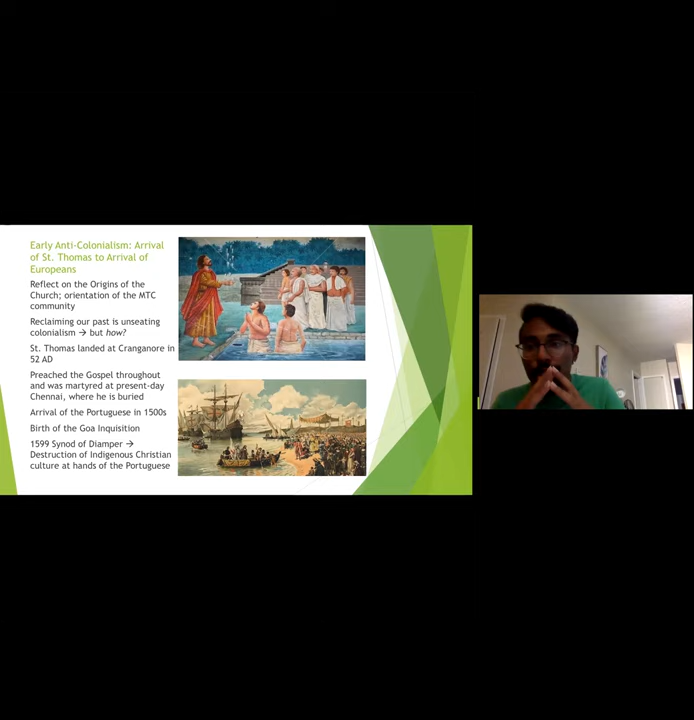 Early Anti-Colonialism: Arrival
of St. Thomas to Arrival of
Europeans
Reflect on the Origins of the
Church; orientation of the MTC
community
Reclaiming our past is unseating
colonialism → but how?
St. Thomas landed at Cranganore in
52 AD
Preached the Gospel throughout
and was martyred at present-day
Chennai, where he is buried
Arrival of the Portuguese in 1500s
Birth of the Goa Inquisition
1599 Synod of Diamper →
Destruction of Indigenous Christian
culture at hands of the Portuguese